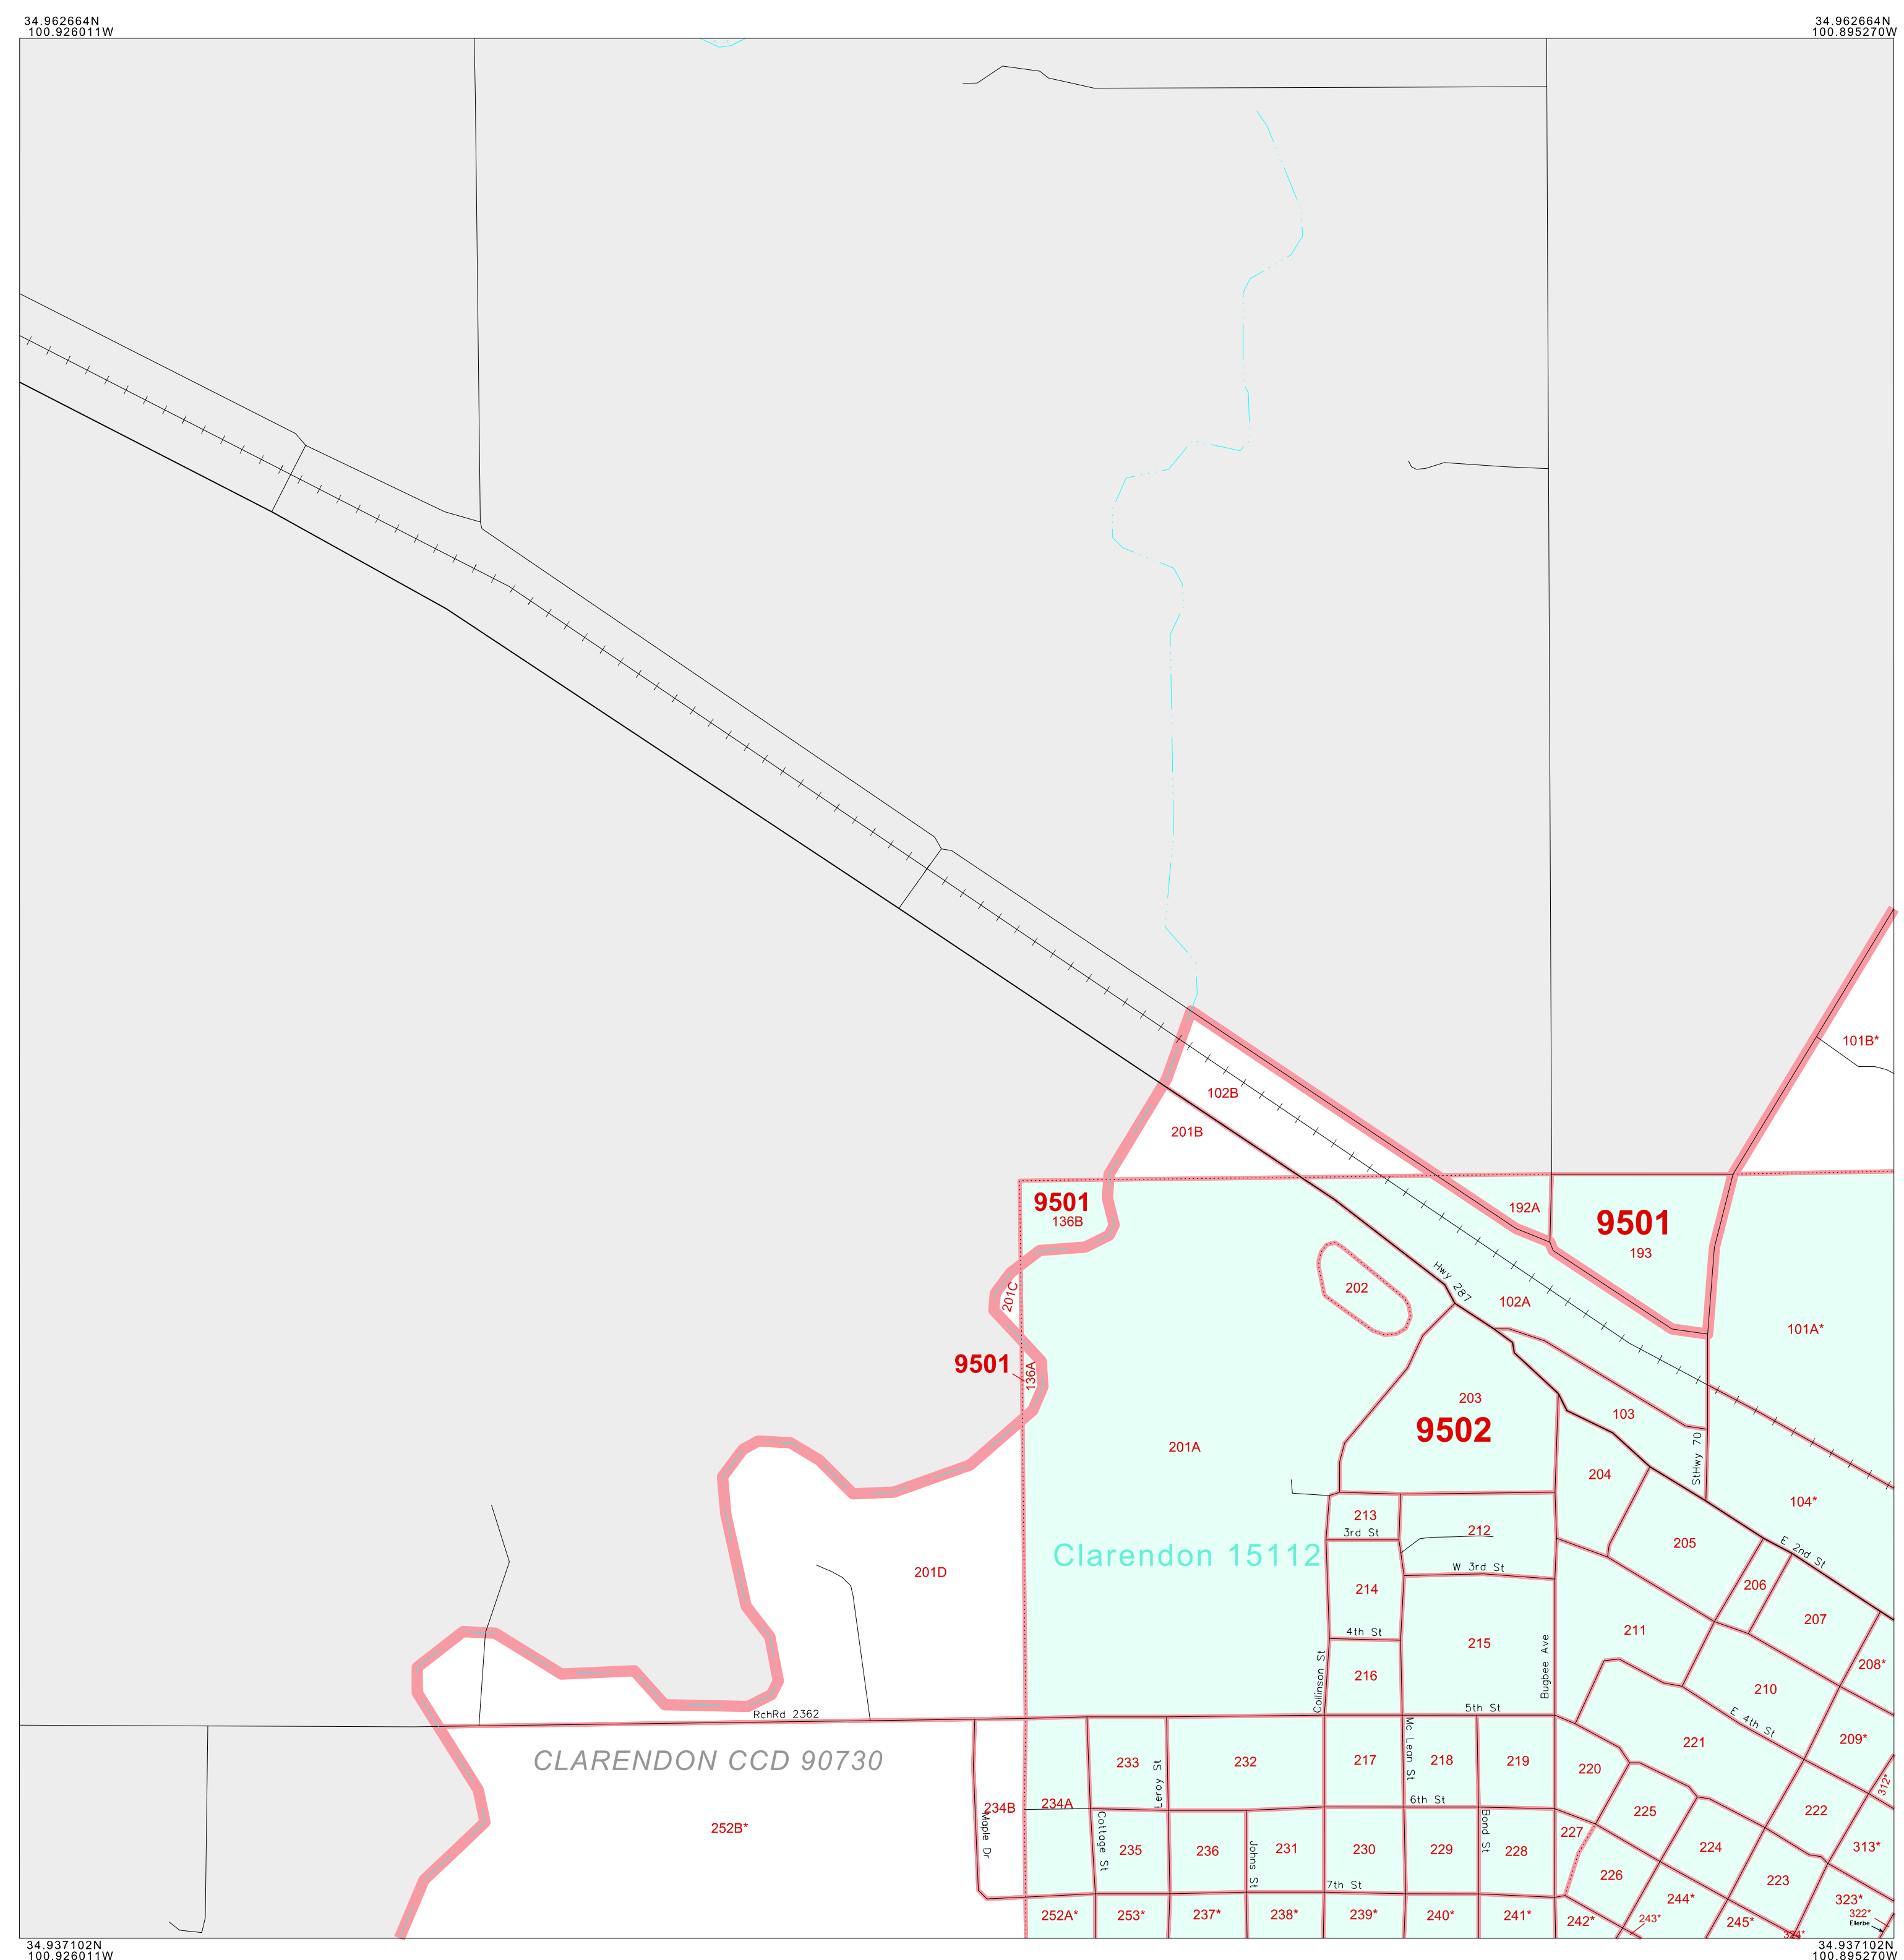 34.962664N
100.926011W
34.962664N
100.895270W
101B*
102B
201B
9501
136B
192A
9501
193
201C
202
Hwy 287
102A
101A*
9501
136A
203
9502
103
201A
StHwy 70
204
104*
213
3rd St
212
Clarendon 15112
W 3rd St
205
E 2nd St
201D
214
206
207
4th St
215
211
216
Collinson St
Bugbee Ave
208*
210
5th St
RchRd 2362
E 4th St
CLARENDON CCD 90730
233
Leroy St
232
217
Mc Lean St
218
219
220
221
209*
312*
234B
234A
6th St
225
222
Maple Dr
252B*
Cottage St
235
236
Johns St
231
230
229
Bond St
228
227
224
313*
226
223
7th St
252A*
253*
237*
238*
239*
240*
241*
242*
243*
244*
245*
324*
323*
322*
Ellerbe
34.937102N
100.926011W
34.937102N
100.895270W